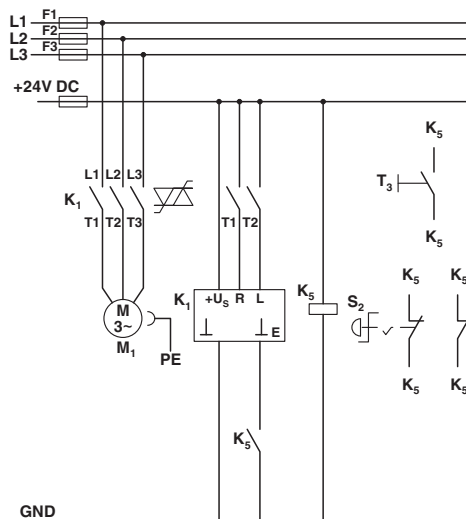 L1 F1
L2 F2
L3 F3
+24V DC
L1 L2 L3
K1
T1 T2 T3
T1 T2
K5
T3
K5
M
3~
M1
PE
K1
+US R L
E
K5
S2
K5 K5
K5 K5
K5
GND